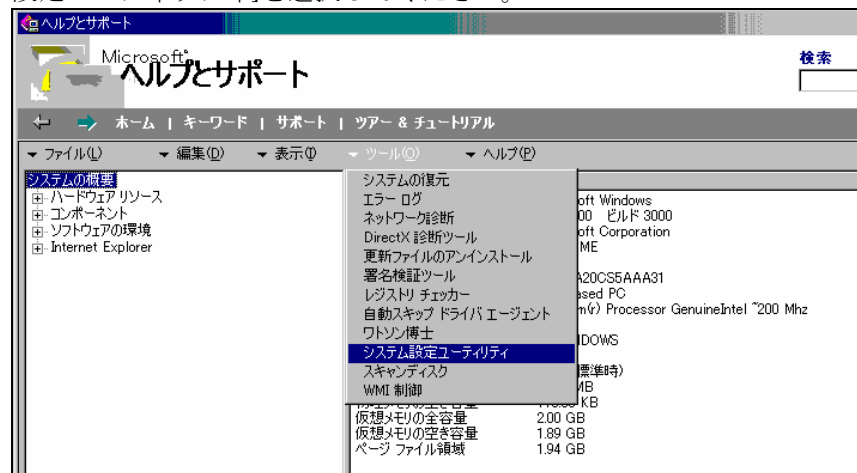 ヘルプとサポート
Microsoft
ヘルプとサポート
検索
ホーム | キーワード | サポート | ツアー & チュートリアル
ファイル(L) 編集(D) 表示(I) ツール(O) ヘルプ(P)
システムの概要
ハードウェア リソース
コンポーネント
ソフトウェアの環境
Internet Explorer
システムの復元
エラー ログ
ネットワーク診断
DirectX 診断ツール
更新ファイルのアンインストール
署名検証ツール
レジストリ チェッカー
自動スキップ ドライバ エージェント
ワトソン博士
システム設定ユーティリティ
スキャンディスク
WMI 制御
oft Windows
00 ビルド 3000
oft Corporation
ME
A20CS5AAA31
ased PC
m(r) Processor GenuineIntel ~200 Mhz
DOWS
標準時)
MB
KB
仮想メモリの全容量 2.00 GB
仮想メモリの空き容量 1.89 GB
ページ ファイル領域 1.94 GB